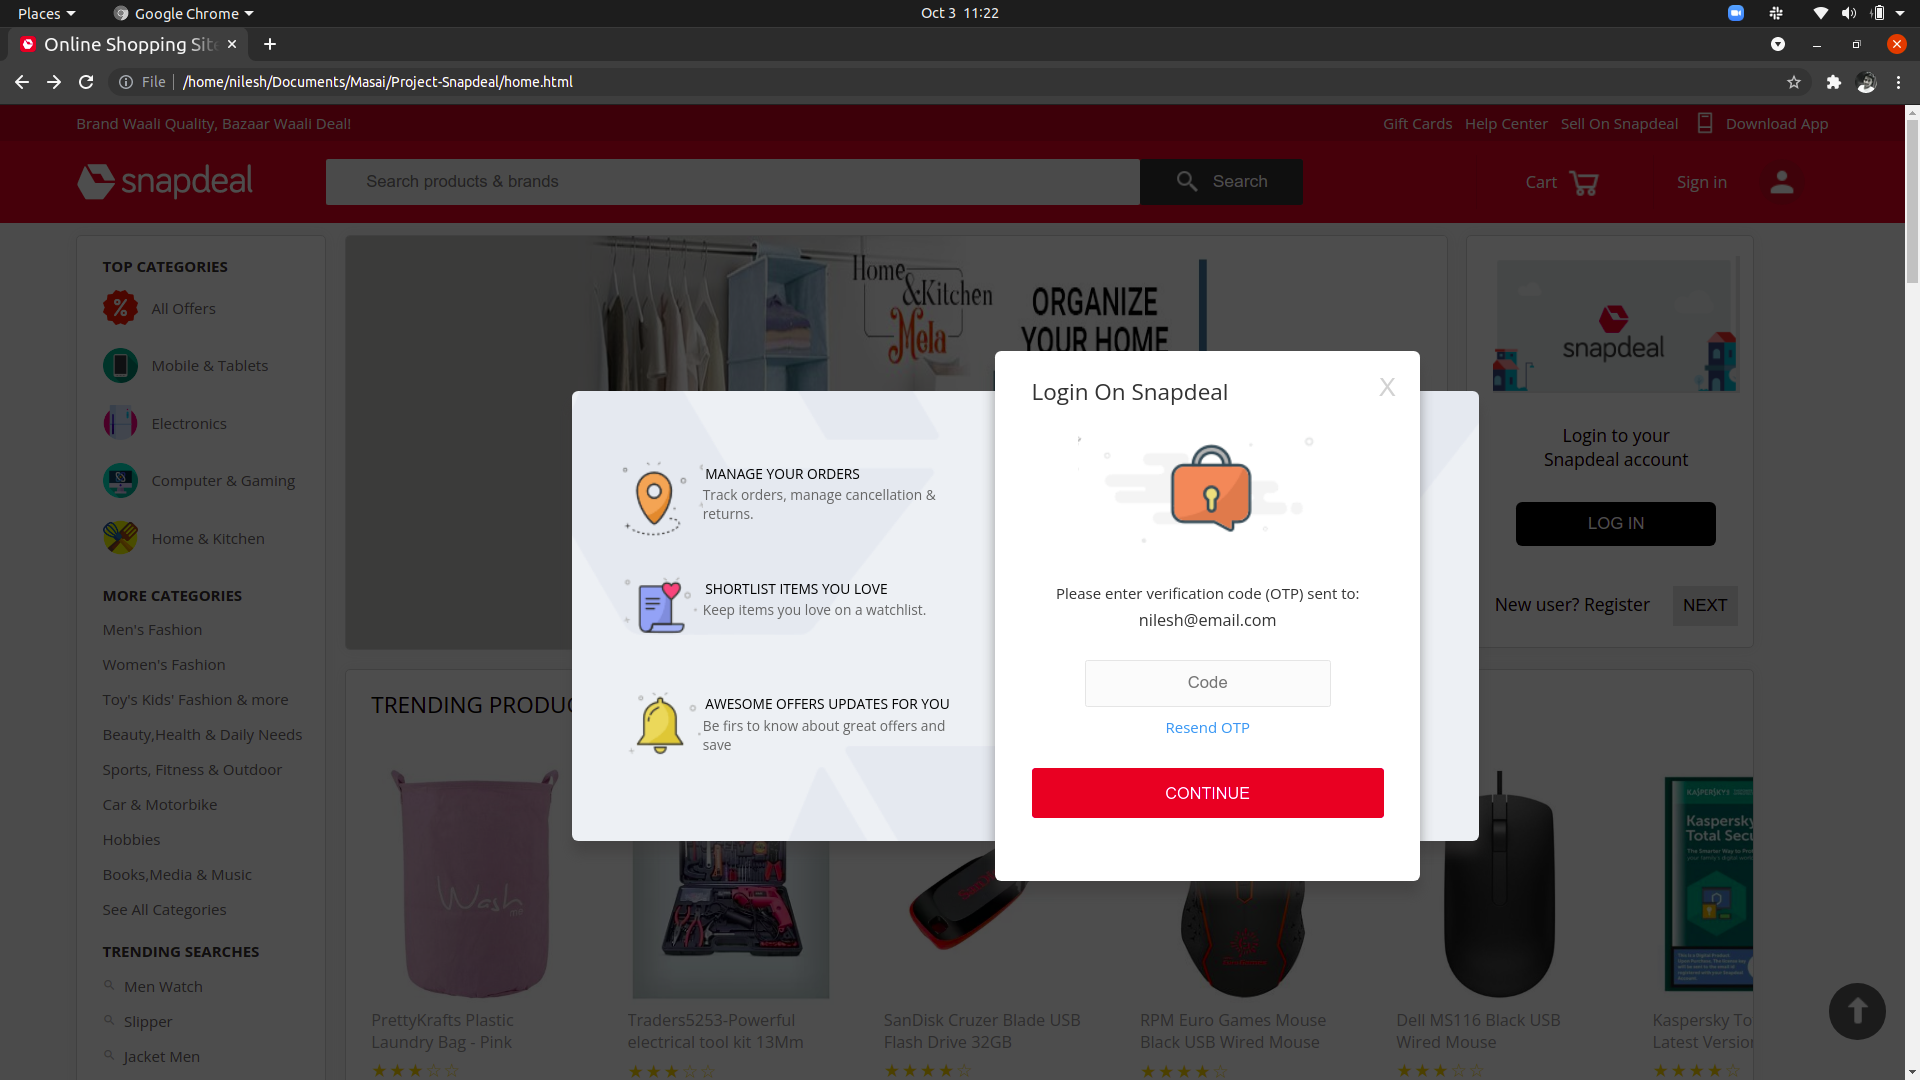 Places
Google Chrome
Oct 3 11:22
Online Shopping Site
File
/home/nilesh/Documents/Masai/Project-Snapdeal/home.html
Brand Waali Quality, Bazaar Waali Deal!
Gift Cards
Help Center
Sell On Snapdeal
Download App
snapdeal
Search products & brands
Search
Cart
Sign in
TOP CATEGORIES
All Offers
Mobile & Tablets
Electronics
Computer & Gaming
Home & Kitchen
MORE CATEGORIES
Men's Fashion
Women's Fashion
Toy's Kids' Fashion & more
Beauty,Health & Daily Needs
Sports, Fitness & Outdoor
Car & Motorbike
Hobbies
Books,Media & Music
See All Categories
TRENDING SEARCHES
Men Watch
Slipper
Jacket Men
Home
&Kitchen
Mela
ORGANIZE
YOUR HOME
MANAGE YOUR ORDERS
Track orders, manage cancellation &
returns.
SHORTLIST ITEMS YOU LOVE
Keep items you love on a watchlist.
AWESOME OFFERS UPDATES FOR YOU
Be firs to know about great offers and
save
Login On Snapdeal
X
Please enter verification code (OTP) sent to:
nilesh@email.com
Code
Resend OTP
CONTINUE
snapdeal
Login to your
Snapdeal account
LOG IN
New user? Register
NEXT
TRENDING PRODUC
Wash
KASPERSKY
Kaspersky
Total Secu
PrettyKrafts Plastic
Laundry Bag - Pink
Traders5253-Powerful
electrical tool kit 13Mm
SanDisk Cruzer Blade USB
Flash Drive 32GB
RPM Euro Games Mouse
Black USB Wired Mouse
Dell MS116 Black USB
Wired Mouse
Kaspersky To
Latest Version